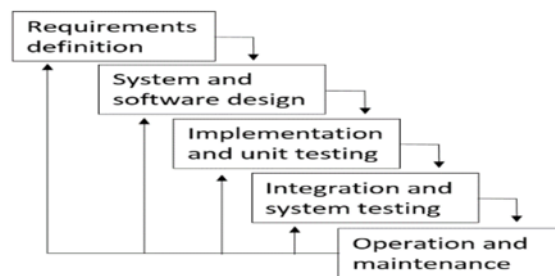 Requirements
definition
System and
software design
Implementation
and unit testing
Integration and
system testing
Operation and
maintenance